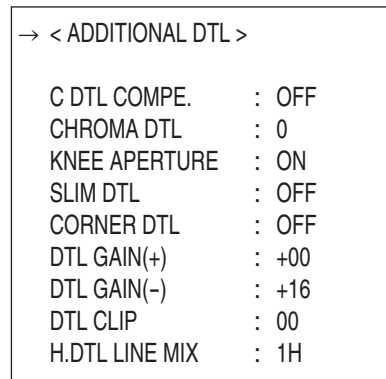 → < ADDITIONAL DTL >
C DTL COMPE. : OFF
CHROMA DTL : 0
KNEE APERTURE : ON
SLIM DTL : OFF
CORNER DTL : OFF
DTL GAIN(+) : +00
DTL GAIN(−) : +16
DTL CLIP : 00
H.DTL LINE MIX : 1H